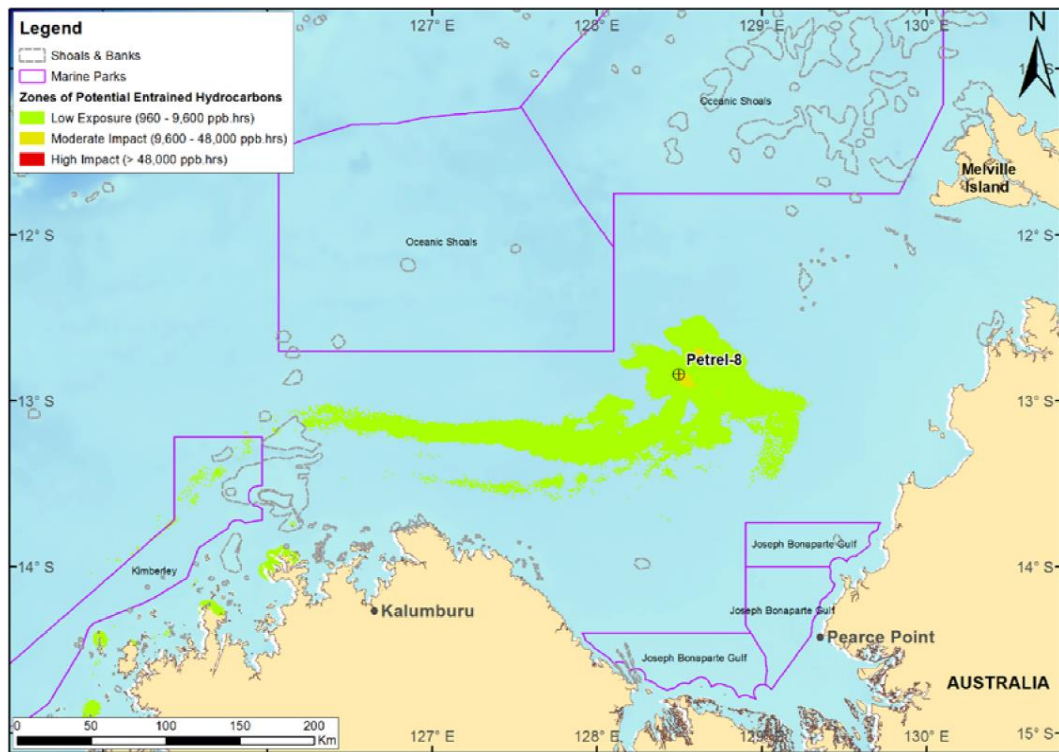 127° E 128° E 129° E 130° E
Legend
Shoals & Banks
Marine Parks
Zones of Potential Entrained Hydrocarbons
Low Exposure (960 - 9,600 ppb.hrs)
Moderate Impact (9,600 - 48,000 ppb.hrs)
High Impact (> 48,000 ppb.hrs)
N
Oceanic Shoals
Melville
Island
12° S 12° S
Oceanic Shoals
Petrel-8
13° S 13° S
Joseph Bonaparte Gulf
14° S 14° S
Kimberley
Kalumburu
Joseph Bonaparte Gulf
Pearce Point
Joseph Bonaparte Gulf
AUSTRALIA
0 50 100 150 200
Km
127° E 128° E 129° E 130° E 15° S